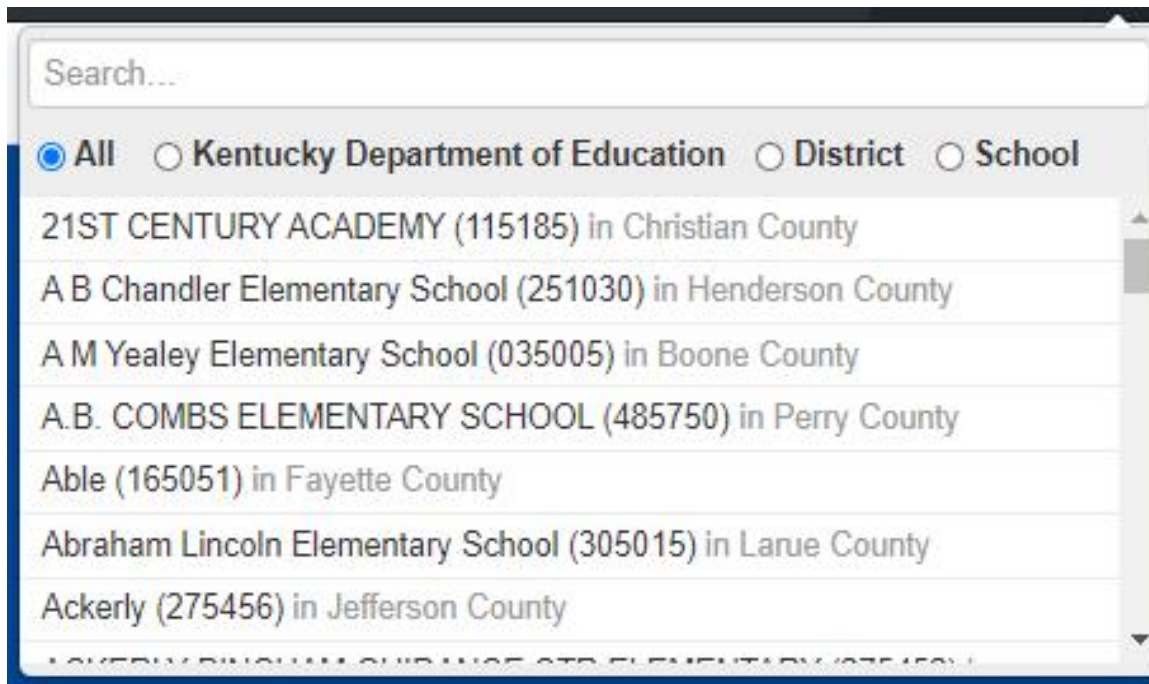 Search...
All Kentucky Department of Education District School
21ST CENTURY ACADEMY (115185) in Christian County
A B Chandler Elementary School (251030) in Henderson County
A M Yealey Elementary School (035005) in Boone County
A.B. COMBS ELEMENTARY SCHOOL (485750) in Perry County
Able (165051) in Fayette County
Abraham Lincoln Elementary School (305015) in Larue County
Ackerly (275456) in Jefferson County